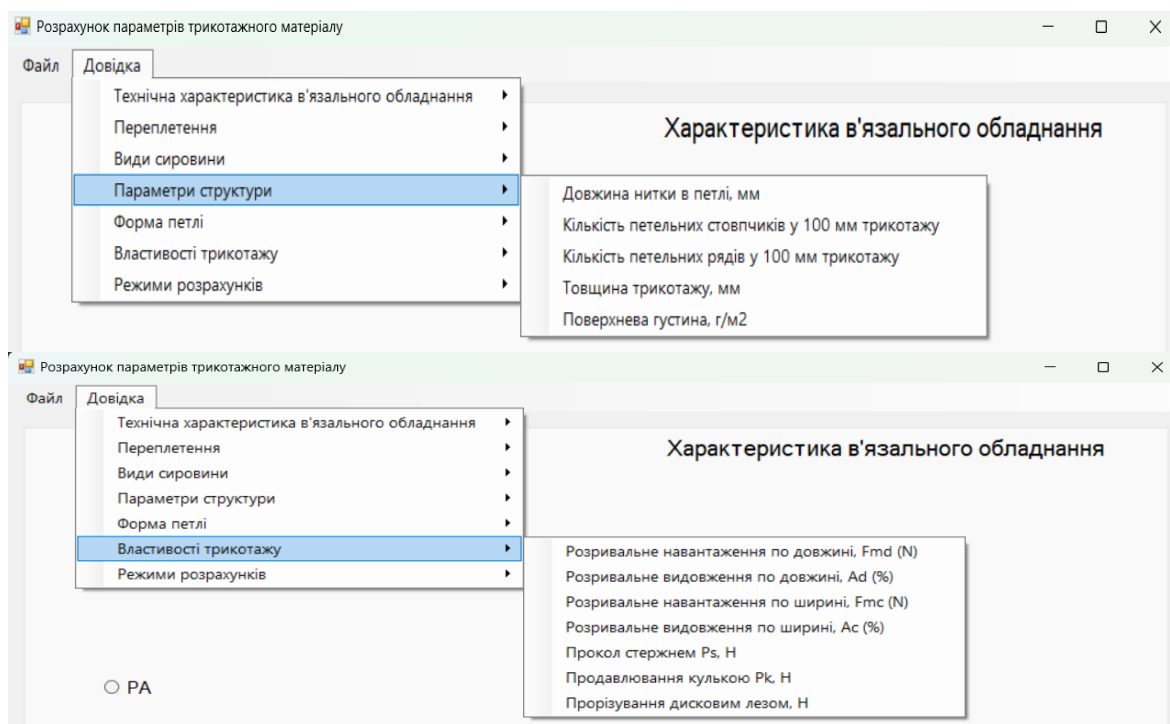 Розрахунок параметрів трикотажного матеріалу
Файл Довідка
Технічна характеристика в'язального обладнання
Характеристика в'язального обладнання
Переплетення
Види сировини
Параметри структури
Довжина нитки в петлі, мм
Форма петлі
Кількість петельних стовпчиків у 100 мм трикотажу
Властивості трикотажу
Кількість петельних рядів у 100 мм трикотажу
Режими розрахунків
Товщина трикотажу, мм
Поверхнева густина, г/м2
Розрахунок параметрів трикотажного матеріалу
Файл Довідка
Технічна характеристика в'язального обладнання
Характеристика в'язального обладнання
Переплетення
Види сировини
Параметри структури
Форма петлі
Властивості трикотажу
Розривальне навантаження по довжині, Fmd (N)
Режими розрахунків
Розривальне видовження по довжині, Ad (%)
Розривальне навантаження по ширині, Fmc (N)
Розривальне видовження по ширині, Ac (%)
Прокол стержнем Ps, H
Продавлювання кулькою Pk, H
PA
Прорізування дисковим лезом, H